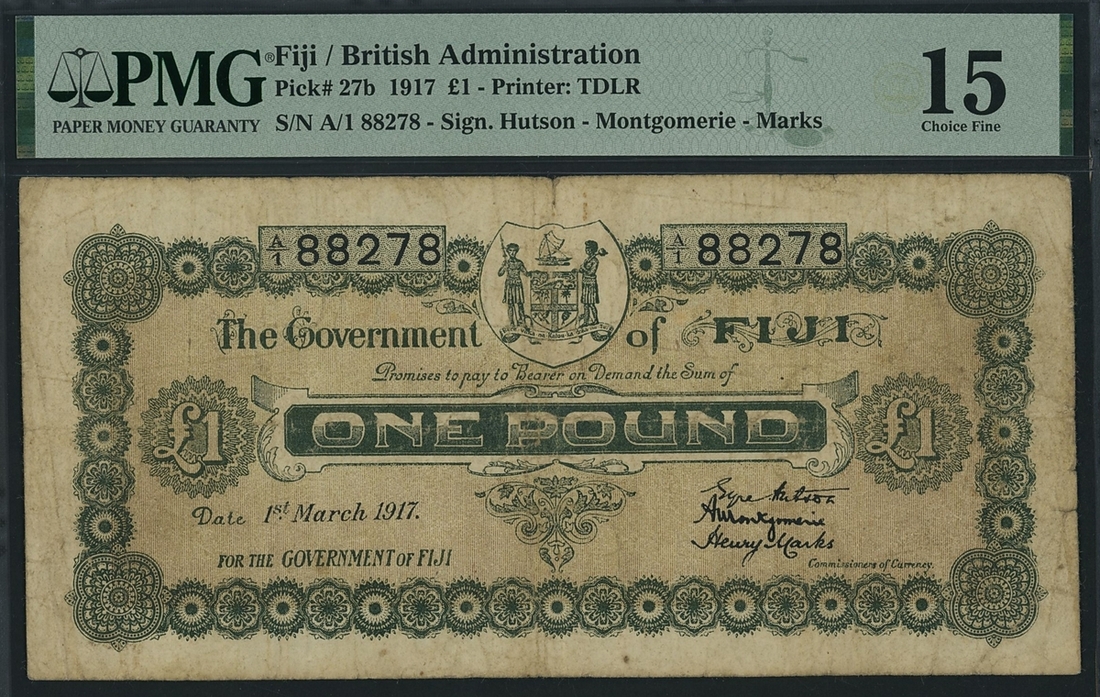 PMG® Fiji / British Administration
Pick# 27b 1917 £1 - Printer: TDLR
PAPER MONEY GUARANTY
S/N A/1 88278 - Sign. Hutson - Montgomerie - Marks
15
Choice Fine
A/1 88278
A/1 88278
The Government of FIJI
Promises to pay to Bearer on Demand the Sum of
£1 ONE POUND £1
Date 1st March 1917.
Eyre Hutson
Montgomerie
Henry Marks
FOR THE GOVERNMENT OF FIJI
Commissioners of Currency.